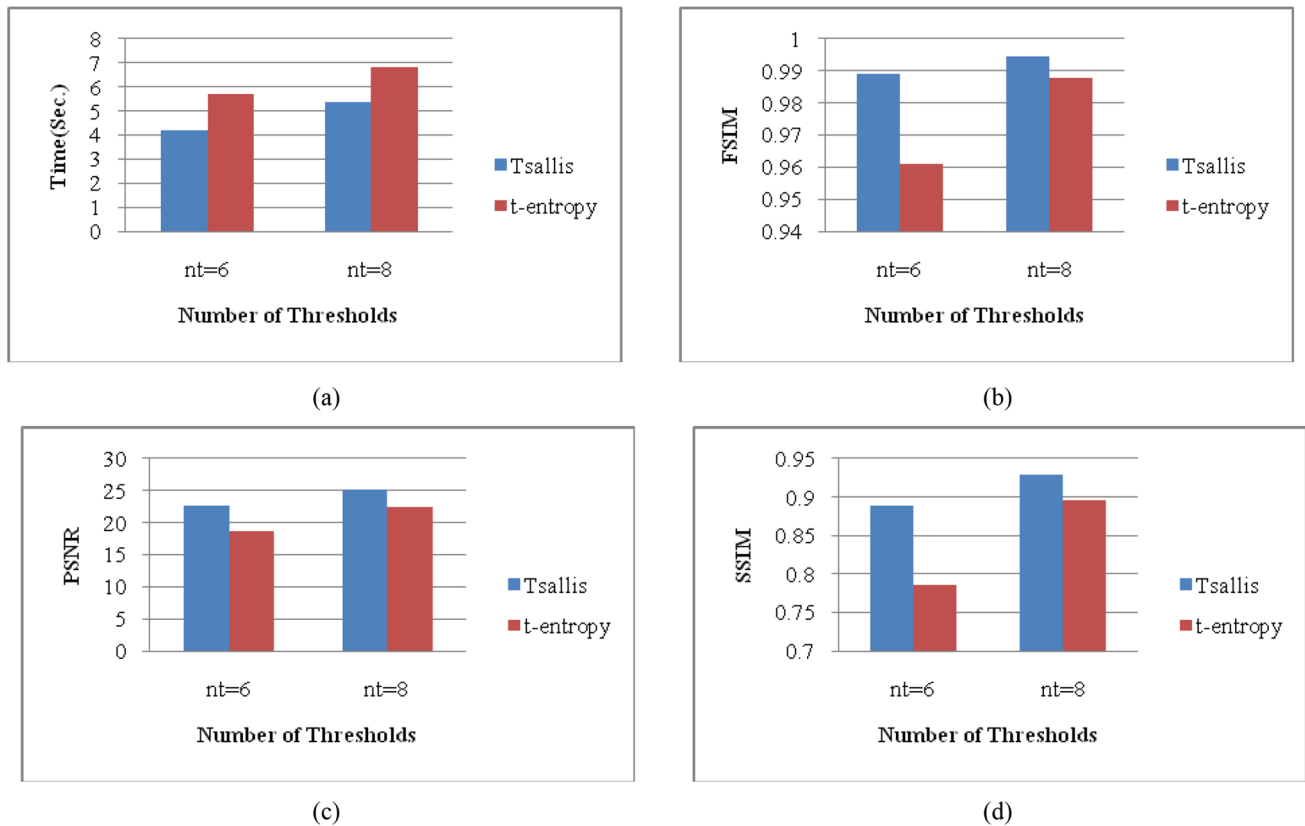 8
7
6
5
4
3
2
1
0
Time(Sec.)
nt=6
nt=8
Number of Thresholds
Tsallis
t-entropy
(a)
1
0.99
0.98
0.97
0.96
0.95
0.94
FSIM
nt=6
nt=8
Number of Thresholds
Tsallis
t-entropy
(b)
30
25
20
15
10
5
0
PSNR
nt=6
nt=8
Number of Thresholds
Tsallis
t-entropy
(c)
0.95
0.9
0.85
0.8
0.75
0.7
SSIM
nt=6
nt=8
Number of Thresholds
Tsallis
t-entropy
(d)